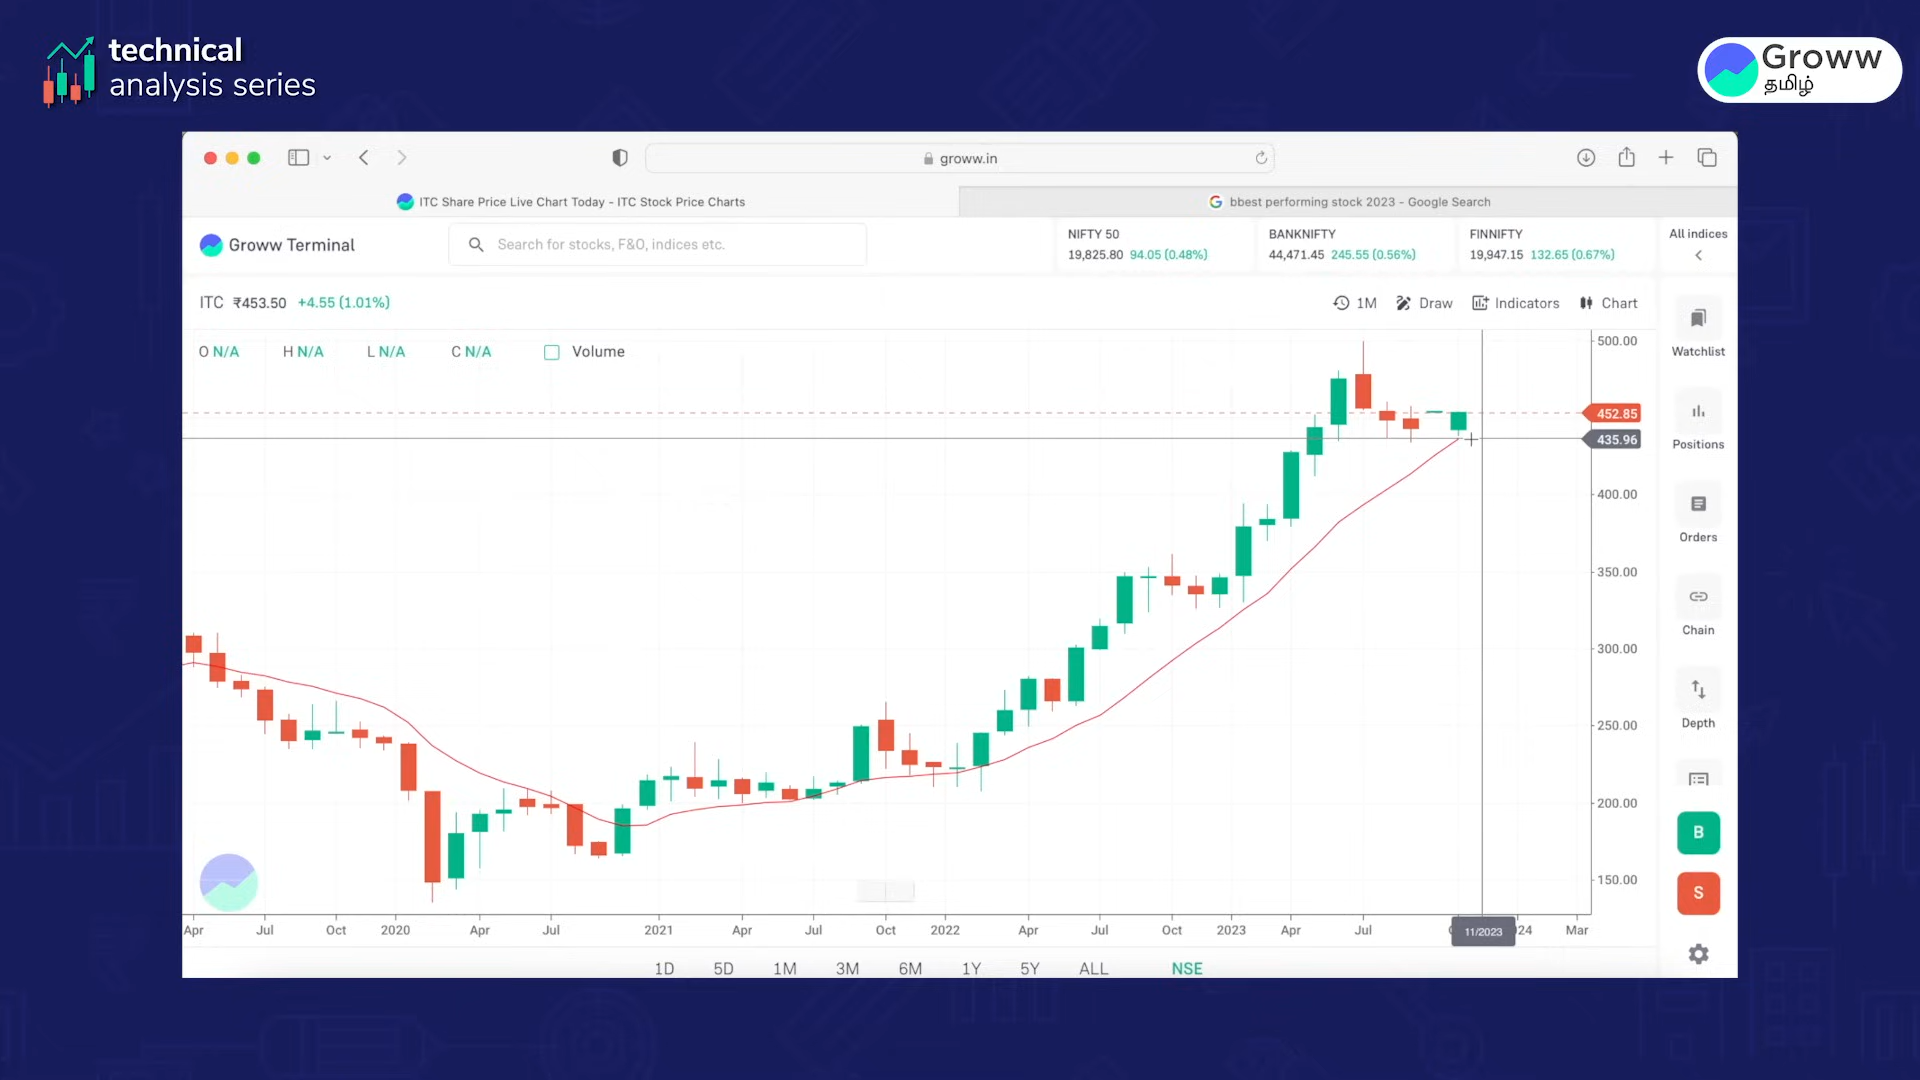 technical
analysis series
Groww
தமிழ்
groww.in
ITC Share Price Live Chart Today - ITC Stock Price Charts
bbest performing stock 2023 - Google Search
Groww Terminal
Search for stocks, F&O, indices etc.
NIFTY 50
19,825.80 94.05 (0.48%)
BANKNIFTY
44,471.45 245.55 (0.56%)
FINNIFTY
19,947.15 132.65 (0.67%)
All indices
ITC ₹453.50 +4.55 (1.01%)
1M Draw Indicators Chart
O N/A H N/A L N/A C N/A Volume
500.00
452.85
435.96
400.00
350.00
300.00
250.00
200.00
150.00
Watchlist
Positions
Orders
Chain
Depth
B
S
Apr Jul Oct 2020 Apr Jul 2021 Apr Jul Oct 2022 Apr Jul Oct 2023 Apr Jul 11/2023 24 Mar
1D 5D 1M 3M 6M 1Y 5Y ALL NSE